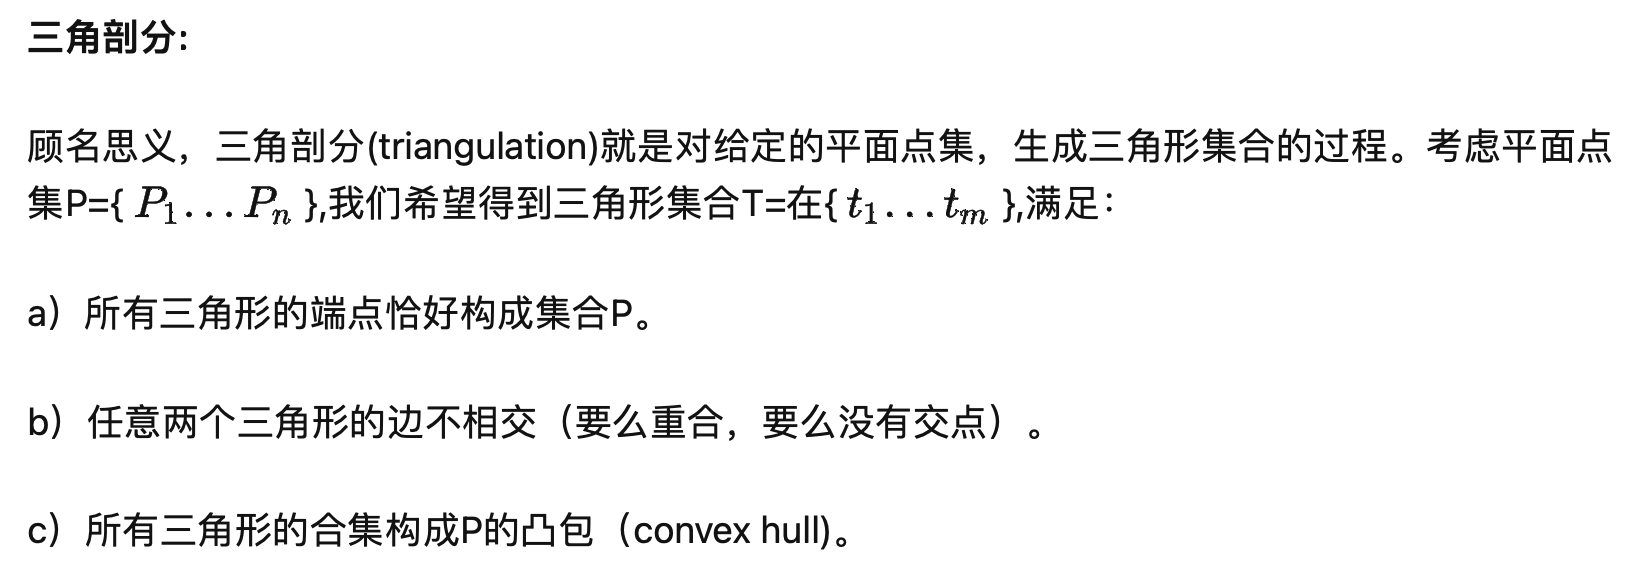 三角剖分:
顾名思义，三角剖分(triangulation)就是对给定的平面点集，生成三角形集合的过程。考虑平面点
集P={ P₁...Pₙ },我们希望得到三角形集合T=在{ t₁...tₘ },满足：
a）所有三角形的端点恰好构成集合P。
b）任意两个三角形的边不相交（要么重合，要么没有交点）。
c）所有三角形的合集构成P的凸包（convex hull)。